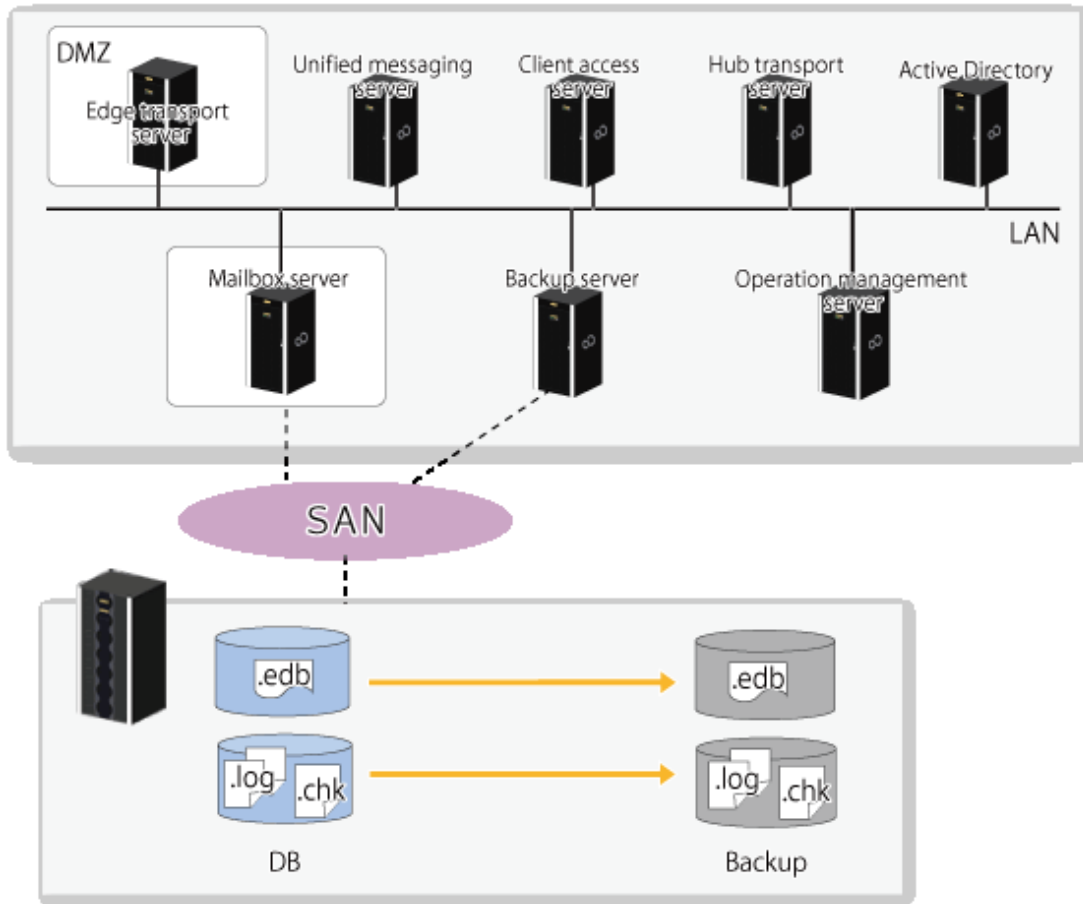 DMZ
Edge transport
server
Unified messaging
server
Client access
server
Hub transport
server
Active Directory
LAN
Mailbox server
Backup server
Operation management
server
SAN
.edb
.edb
.log
.chk
.log
.chk
DB
Backup